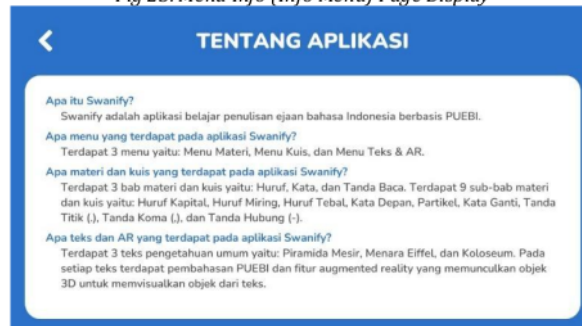 Fig 23. Menu Info (Info Menu) Page Display
TENTANG APLIKASI
Apa itu Swanify?
Swanify adalah aplikasi belajar penulisan ejaan bahasa Indonesia berbasis PUEBI.
Apa menu yang terdapat pada aplikasi Swanify?
Terdapat 3 menu yaitu: Menu Materi, Menu Kuis, dan Menu Teks & AR.
Apa materi dan kuis yang terdapat pada aplikasi Swanify?
Terdapat 3 bab materi dan kuis yaitu: Huruf, Kata, dan Tanda Baca. Terdapat 9 sub-bab materi
dan kuis yaitu: Huruf Kapital, Huruf Miring, Huruf Tebal, Kata Depan, Partikel, Kata Ganti, Tanda
Titik (.), Tanda Koma (,), dan Tanda Hubung (-).
Apa teks dan AR yang terdapat pada aplikasi Swanify?
Terdapat 3 teks pengetahuan umum yaitu: Piramida Mesir, Menara Eiffel, dan Koloseum. Pada
setiap teks terdapat pembahasan PUEBI dan fitur augmented reality yang memunculkan objek
3D untuk memvisualkan objek dari teks.